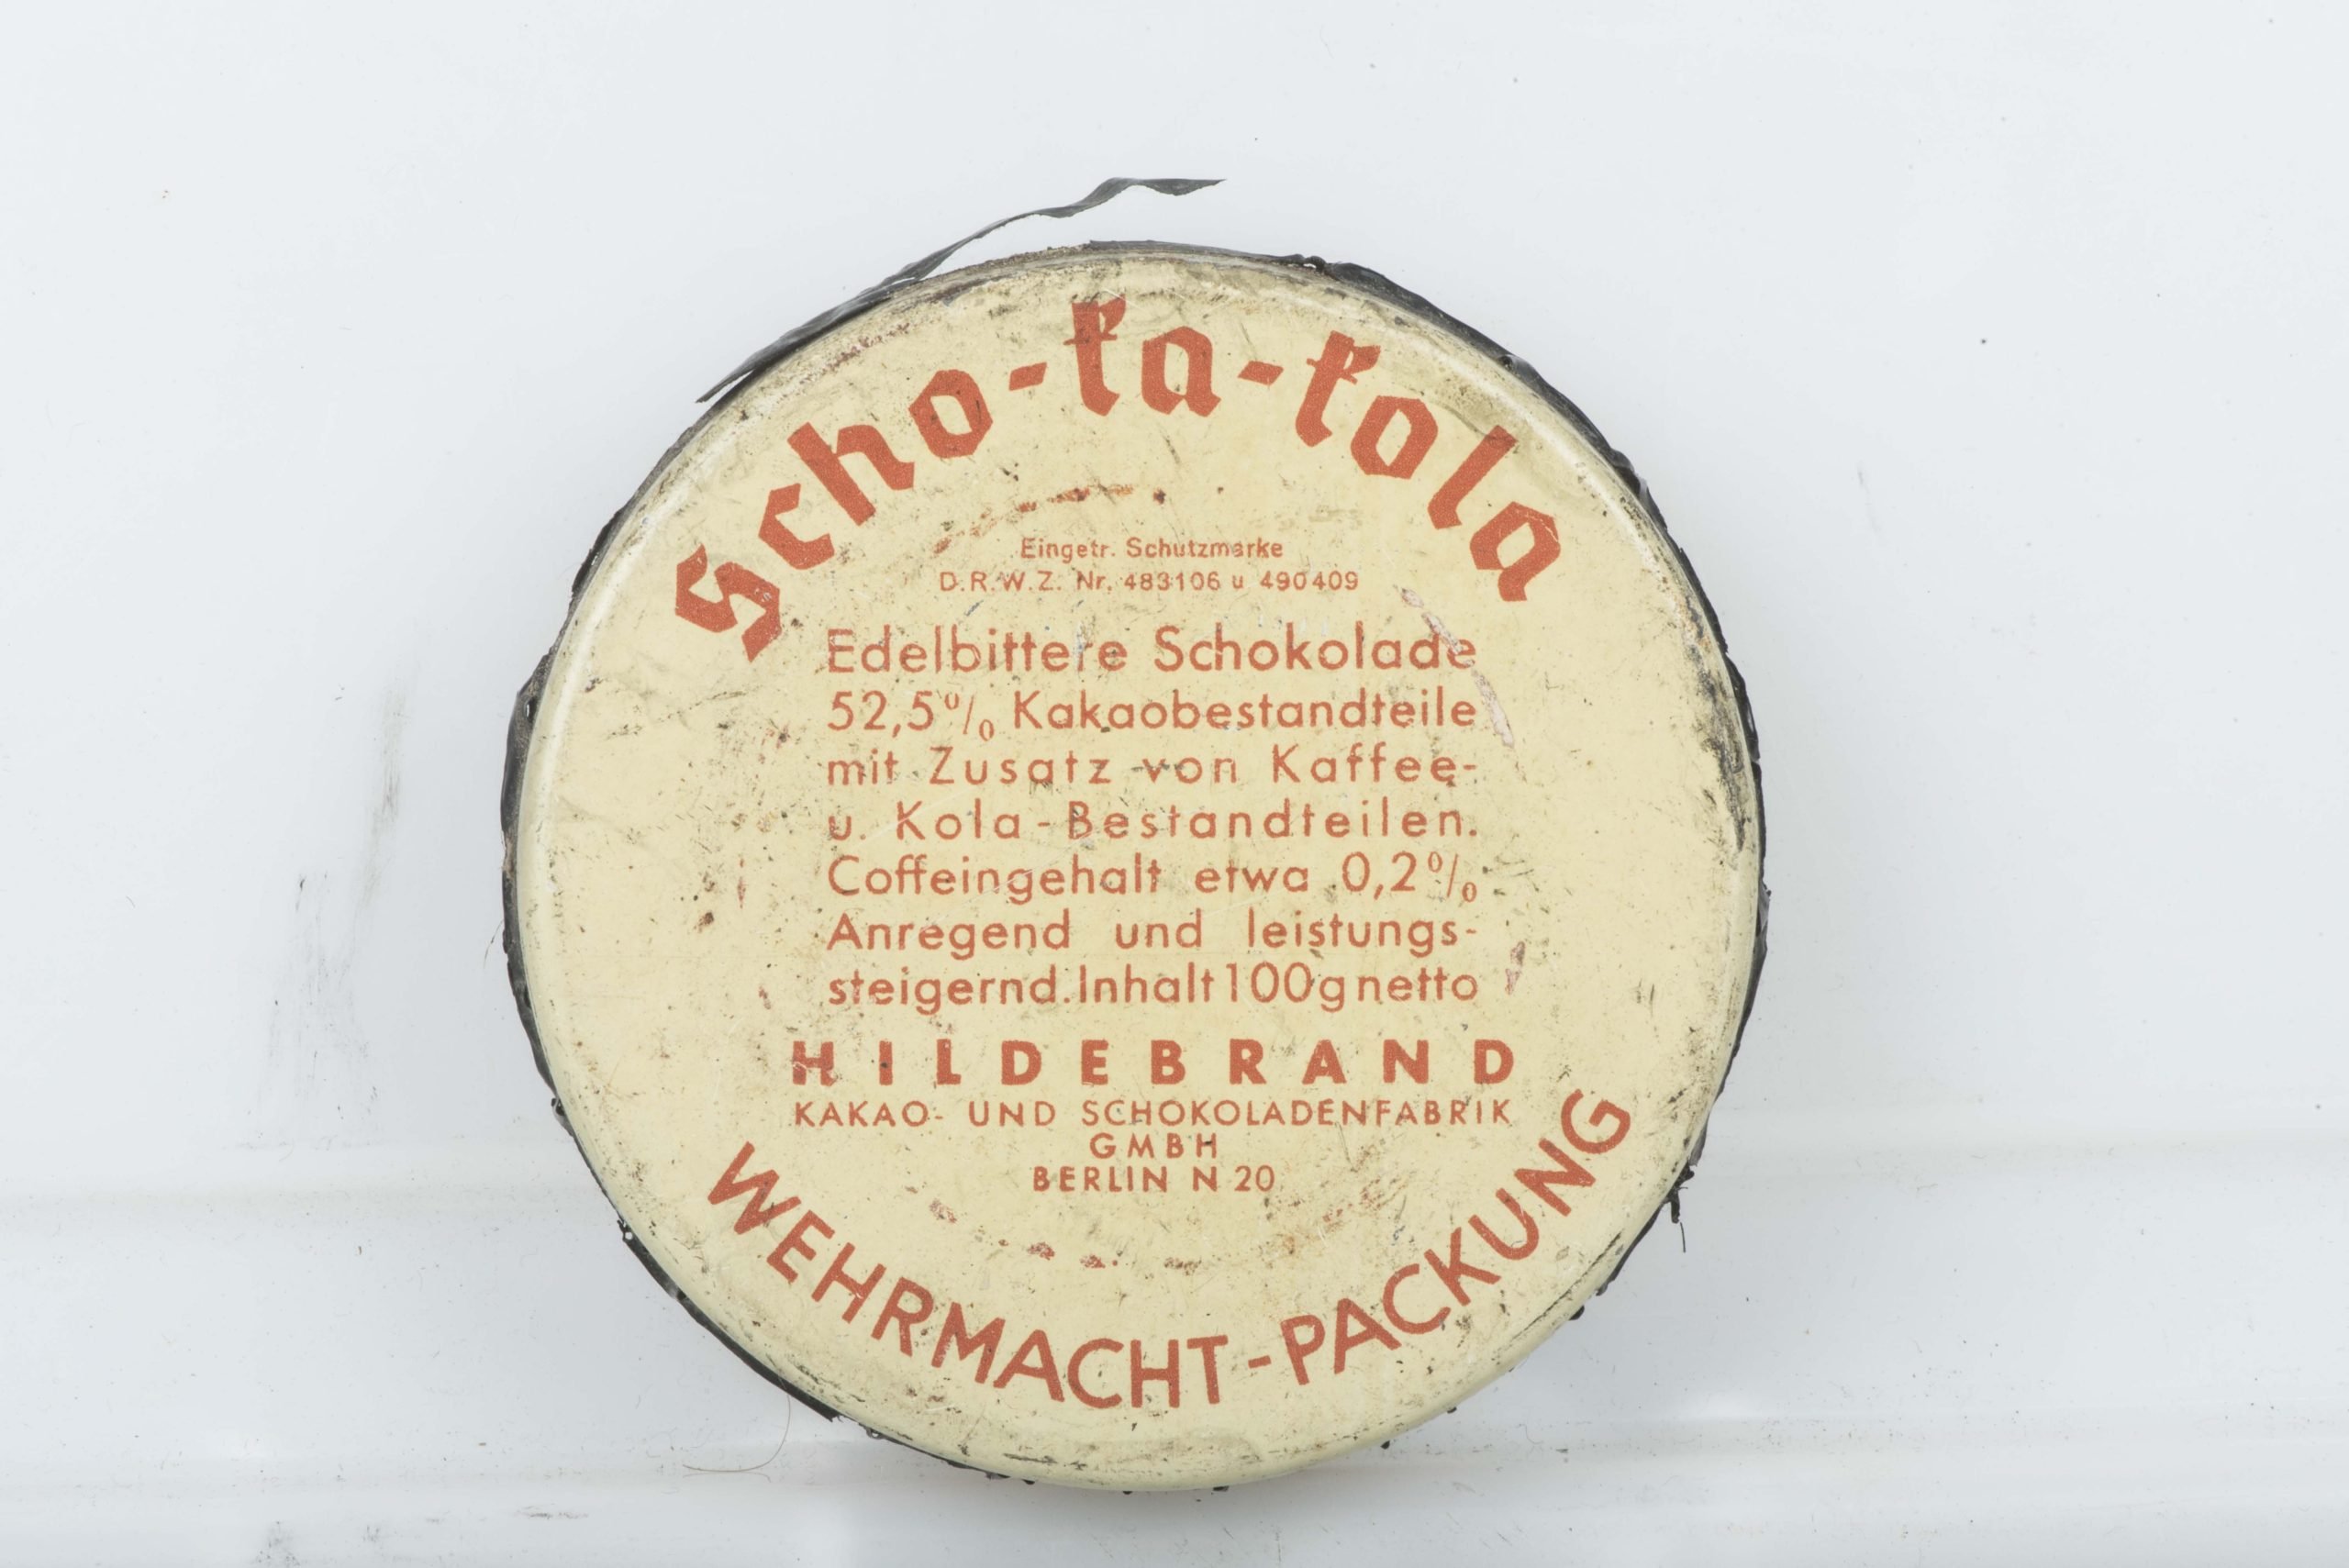 Scho-ka-kola
Eingetr. Schutzmarke
D.R.W.Z. Nr. 483106 u 490409
Edelbittere Schokolade
52,5% Kakaobestandteile
mit Zusatz von Kaffee-
u. Kola-Bestandteilen.
Coffeingehalt etwa 0,2%
Anregend und leistungs-
steigernd. Inhalt 100g netto
HILDEBRAND
KAKAO- UND SCHOKOLADENFABRIK
GMBH
BERLIN N 20
WEHRMACHT-PACKUNG